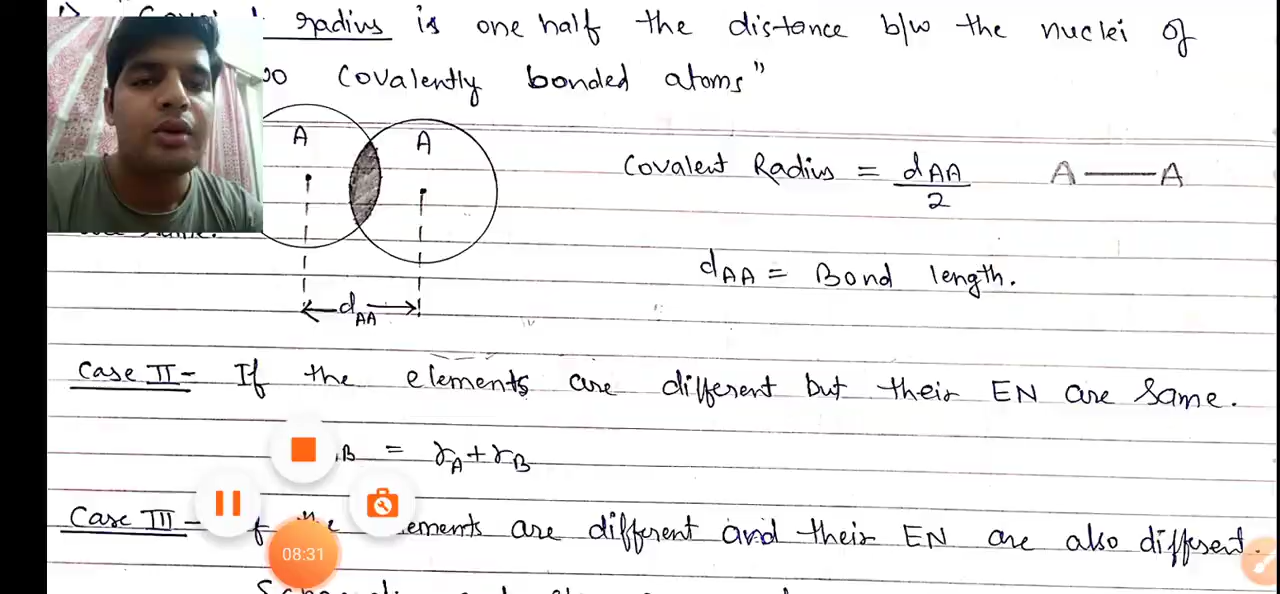 radius is one half the distance b/w the nuclei of
Covalently bonded atoms"
A A
Covalent Radius = dAA/2 A—A
dAA = Bond length.
dAA
Case II - If the elements are different but their EN are same.
B = rA + rB
Case III - elements are different and their EN are also different.
08:31